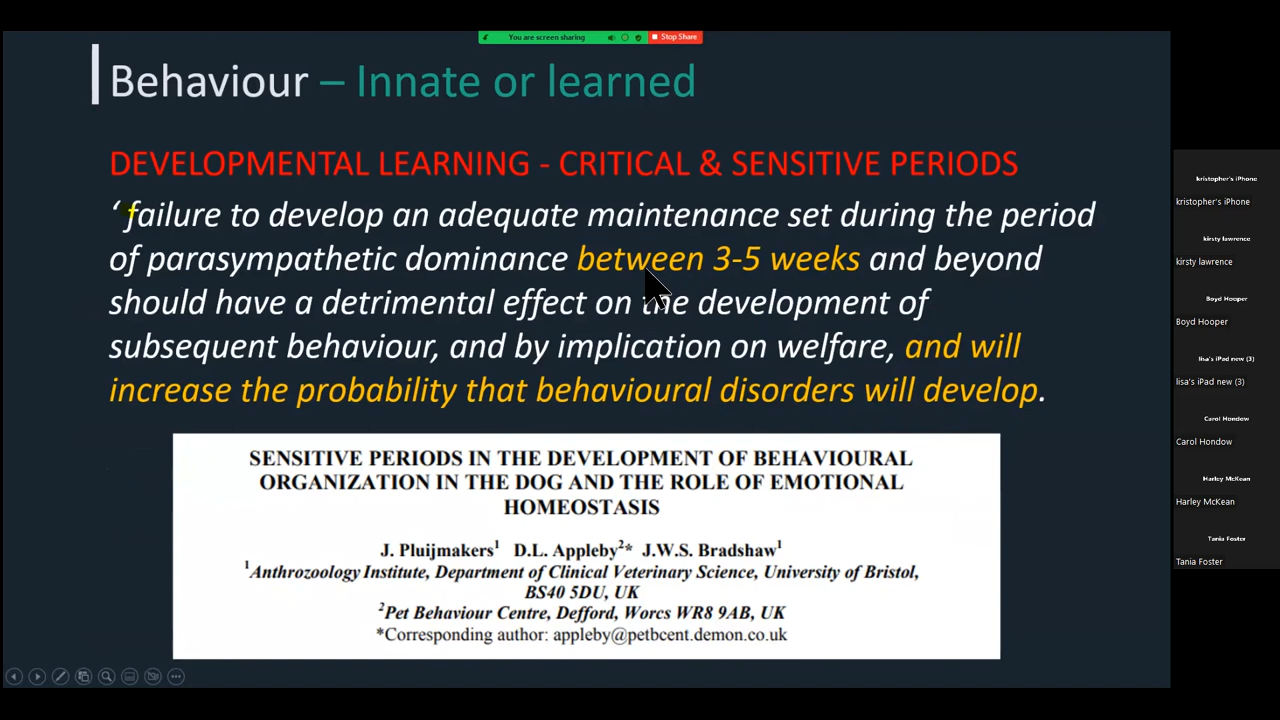 You are screen sharing
Stop Share
Behaviour – Innate or learned
DEVELOPMENTAL LEARNING - CRITICAL & SENSITIVE PERIODS
‘ failure to develop an adequate maintenance set during the period
of parasympathetic dominance between 3-5 weeks and beyond
should have a detrimental effect on the development of
subsequent behaviour, and by implication on welfare, and will
increase the probability that behavioural disorders will develop.
SENSITIVE PERIODS IN THE DEVELOPMENT OF BEHAVIOURAL
ORGANIZATION IN THE DOG AND THE ROLE OF EMOTIONAL
HOMEOSTASIS
J. Pluijmakers1 D.L. Appleby2* J.W.S. Bradshaw1
1Anthrozoology Institute, Department of Clinical Veterinary Science, University of Bristol,
BS40 5DU, UK
2Pet Behaviour Centre, Defford, Worcs WR8 9AB, UK
*Corresponding author: appleby@petbcent.demon.co.uk
kristopher's iPhone
kristopher's iPhone
kirsty lawrence
kirsty lawrence
Boyd Hooper
Boyd Hooper
lisa's iPad new (3)
lisa's iPad new (3)
Carol Hondow
Carol Hondow
Harley McKean
Harley McKean
Tania Foster
Tania Foster